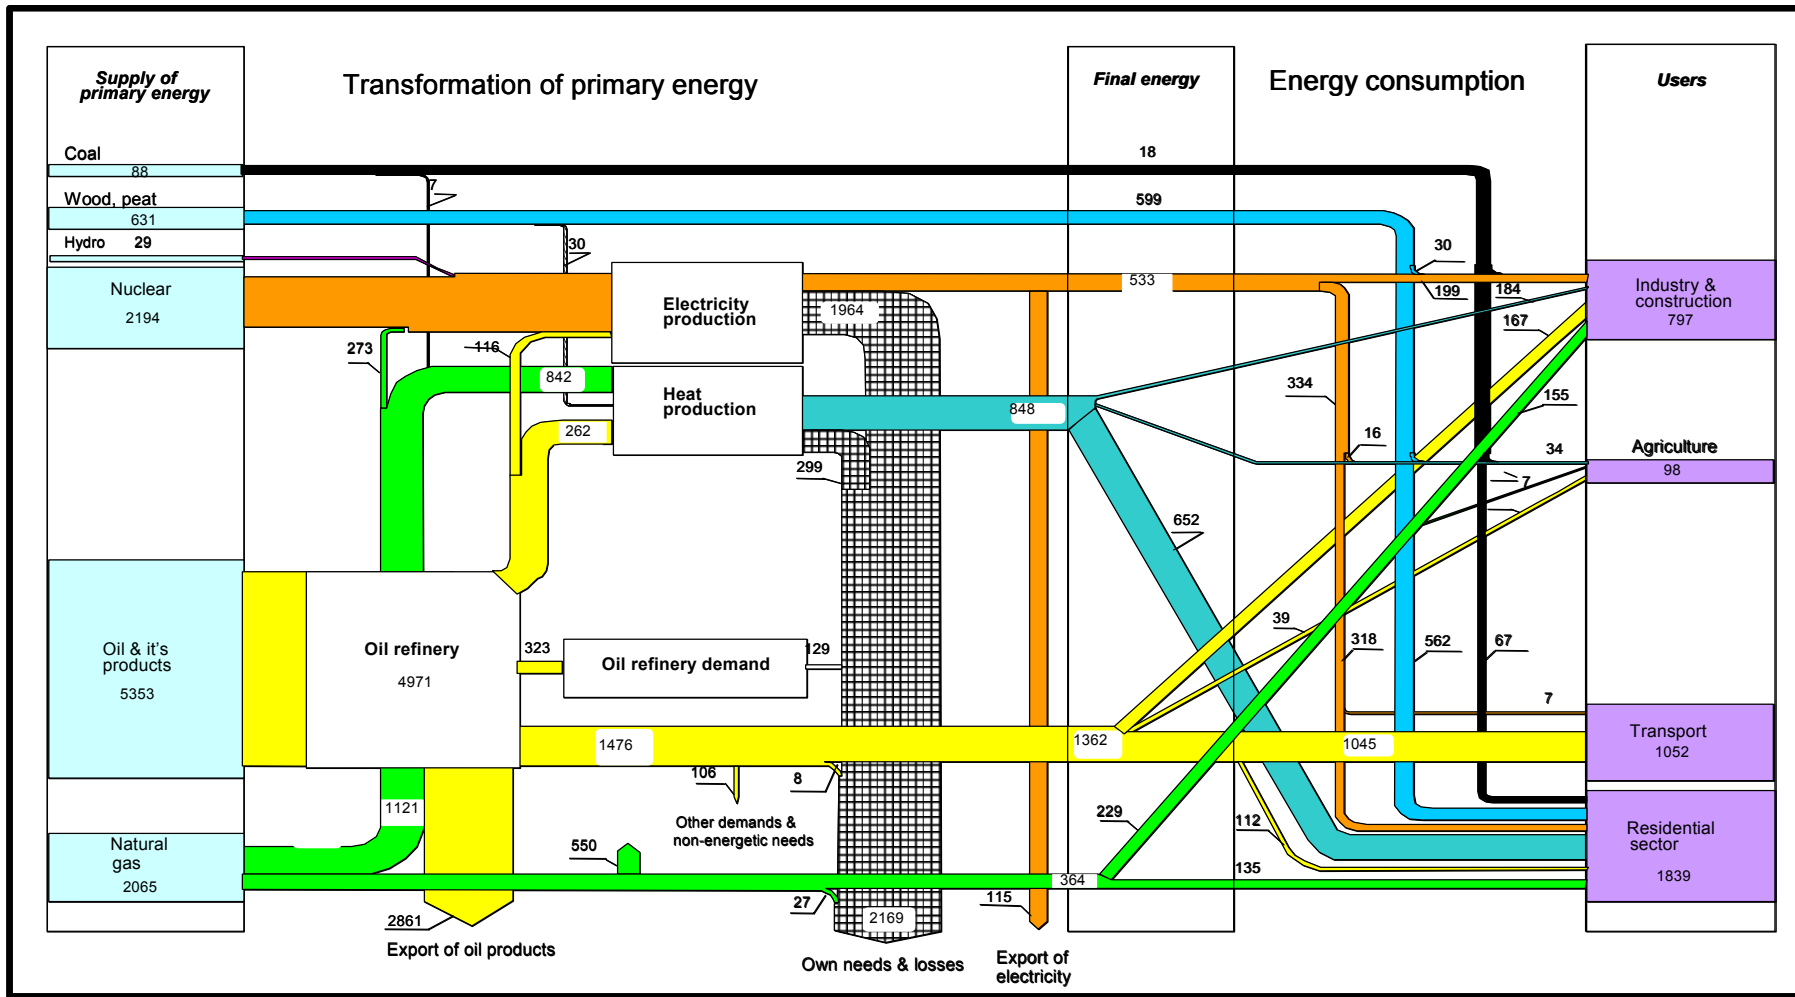 Supply of
primary energy
Transformation of primary energy
Final energy
Energy consumption
Users
Coal
88
18
7
Wood, peat
631
599
Hydro 29
30
30
Nuclear
2194
Electricity
production
1964
533
199
184
Industry &
construction
797
167
273
116
842
Heat
production
848
334
155
262
299
16
34
Agriculture
98
7
652
Oil & it's
products
5353
Oil refinery
4971
323
Oil refinery demand
129
39
318
562
67
7
1476
1362
1045
Transport
1052
106
8
Other demands &
non-energetic needs
1121
229
112
Natural
gas
2065
550
364
135
Residential
sector
1839
27
2861
2169
115
Export of oil products
Own needs & losses
Export of
electricity